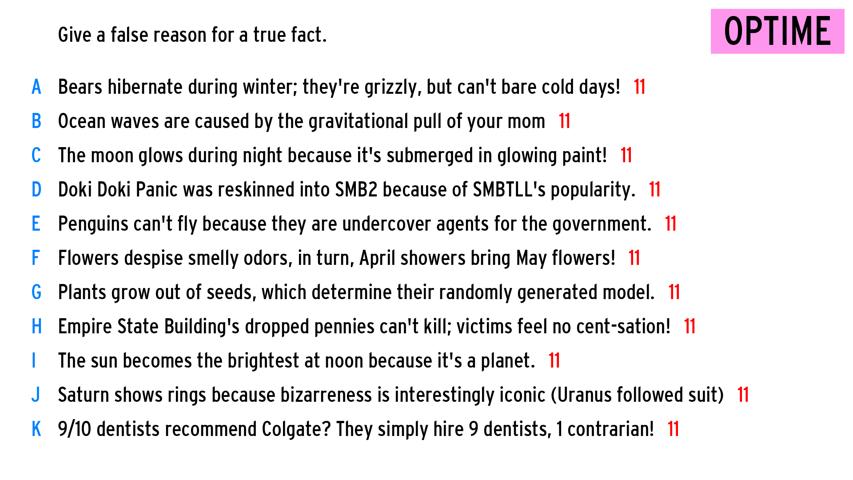 Give a false reason for a true fact.
OPTIME
A Bears hibernate during winter; they're grizzly, but can't bare cold days! 11
B Ocean waves are caused by the gravitational pull of your mom 11
C The moon glows during night because it's submerged in glowing paint! 11
D Doki Doki Panic was reskinned into SMB2 because of SMBTLL's popularity. 11
E Penguins can't fly because they are undercover agents for the government. 11
F Flowers despise smelly odors, in turn, April showers bring May flowers! 11
G Plants grow out of seeds, which determine their randomly generated model. 11
H Empire State Building's dropped pennies can't kill; victims feel no cent-sation! 11
I The sun becomes the brightest at noon because it's a planet. 11
J Saturn shows rings because bizarreness is interestingly iconic (Uranus followed suit) 11
K 9/10 dentists recommend Colgate? They simply hire 9 dentists, 1 contrarian! 11